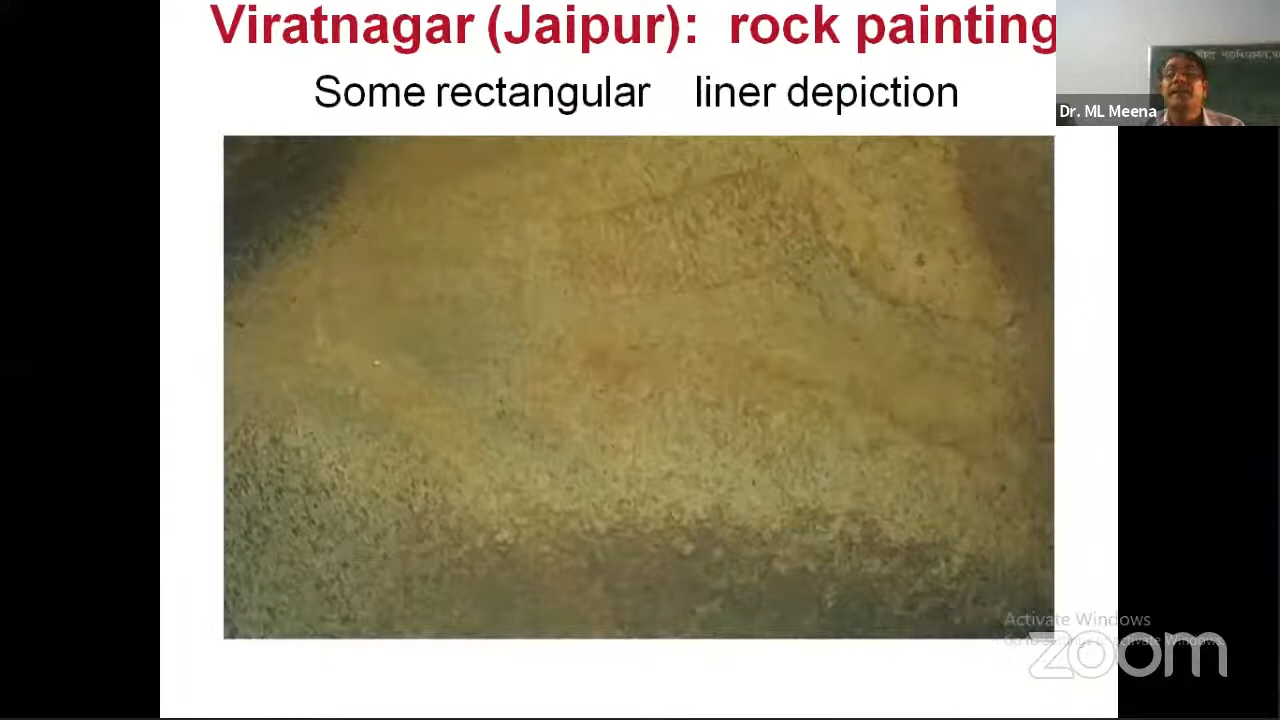 Viratnagar (Jaipur): rock painting
Some rectangular liner depiction
Dr. ML Meena
Activate Windows
zoom